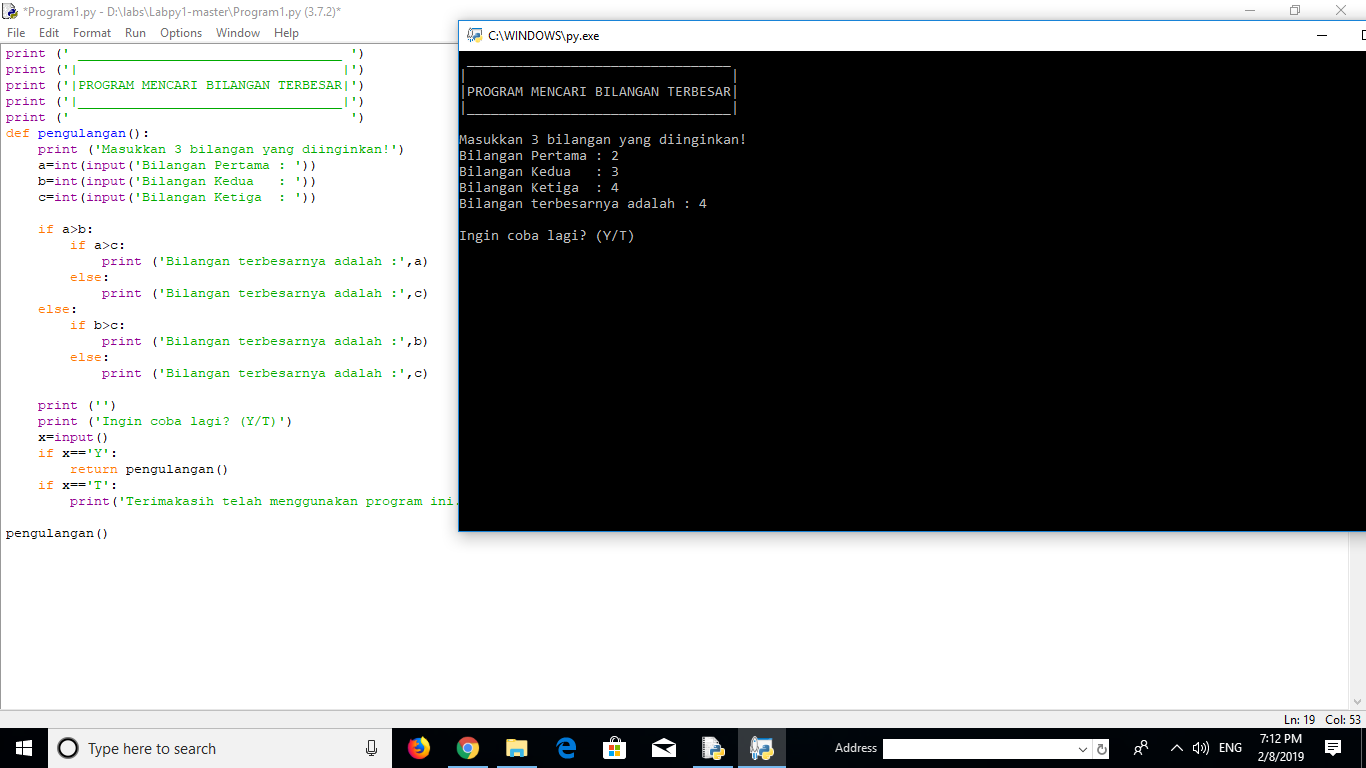 *Program1.py - D:\labs\Labpy1-master\Program1.py (3.7.2)*
File Edit Format Run Options Window Help
print (' _________________________________ ')
print ('|                                 |')
print ('|PROGRAM MENCARI BILANGAN TERBESAR|')
print ('|_________________________________|')
print ('                                   ')
def pengulangan():
    print ('Masukkan 3 bilangan yang diinginkan!')
    a=int(input('Bilangan Pertama : '))
    b=int(input('Bilangan Kedua   : '))
    c=int(input('Bilangan Ketiga  : '))
    if a>b:
        if a>c:
            print ('Bilangan terbesarnya adalah :',a)
        else:
            print ('Bilangan terbesarnya adalah :',c)
    else:
        if b>c:
            print ('Bilangan terbesarnya adalah :',b)
        else:
            print ('Bilangan terbesarnya adalah :',c)
    print ('')
    print ('Ingin coba lagi? (Y/T)')
    x=input()
    if x=='Y':
        return pengulangan()
    if x=='T':
        print('Terimakasih telah menggunakan program ini.
pengulangan()
C:\WINDOWS\py.exe
 _________________________________
|                                 |
|PROGRAM MENCARI BILANGAN TERBESAR|
|_________________________________|
Masukkan 3 bilangan yang diinginkan!
Bilangan Pertama : 2
Bilangan Kedua   : 3
Bilangan Ketiga  : 4
Bilangan terbesarnya adalah : 4
Ingin coba lagi? (Y/T)
Ln: 19 Col: 53
Type here to search
Address
ENG
7:12 PM
2/8/2019